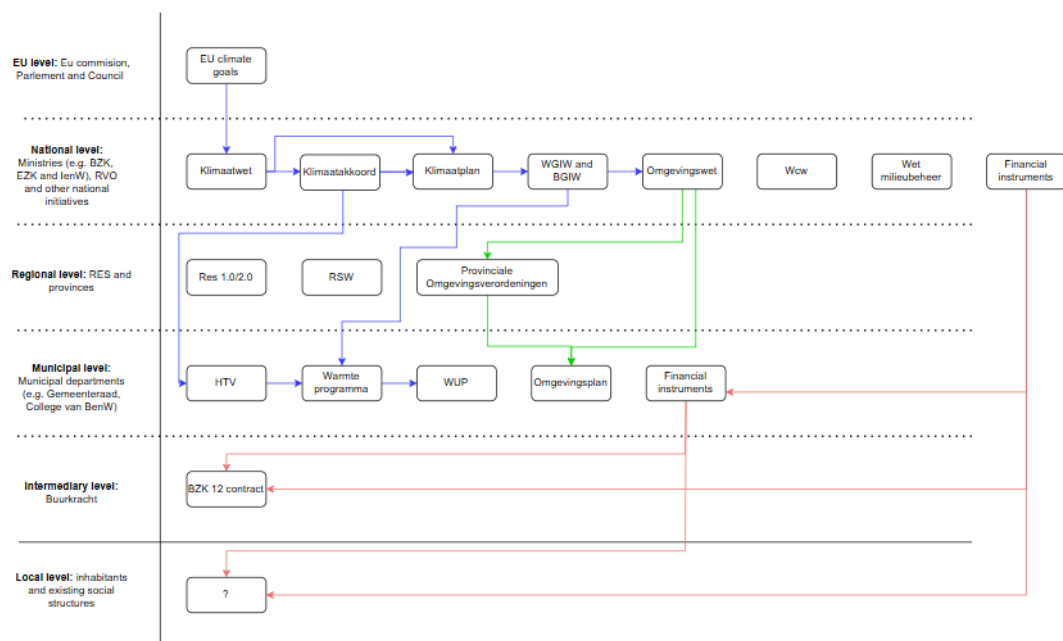 EU level: Eu commision,
Parlement and Council
EU climate
goals
National level:
Ministries (e.g. BZK,
EZK and IenW), RVO
and other national
initiatives
Klimaatwet
Klimaatakkoord
Klimaatplan
WGIW and
BGIW
Omgevingswet
Wcw
Wet
milieubeheer
Financial
instruments
Regional level: RES and
provinces
Res 1.0/2.0
RSW
Provinciale
Omgevingsverordeningen
Municipal level:
Municipal departments
(e.g. Gemeenteraad,
College van BenW)
HTV
Warmte
programma
WUP
Omgevingsplan
Financial
instruments
Intermediary level:
Buurkracht
BZK 12 contract
Local level: inhabitants
and existing social
structures
?